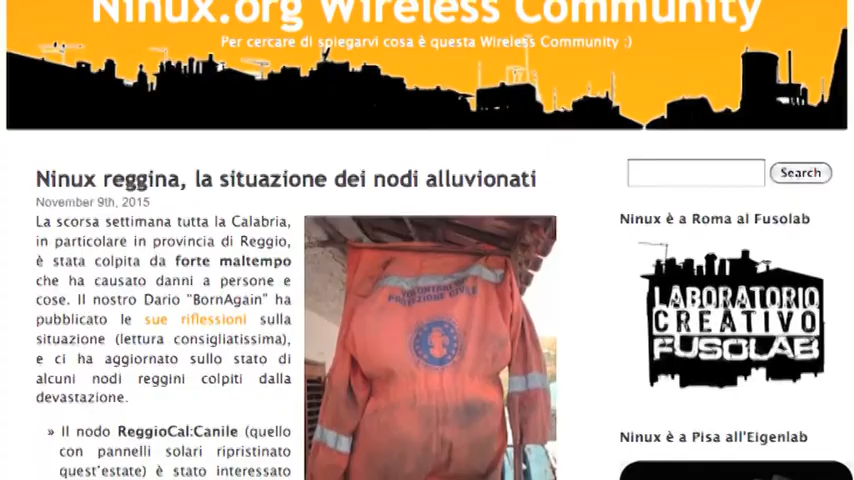 Ninux.org Wireless Community
Per cercare di spiegarvi cosa è questa Wireless Community :)
Ninux reggina, la situazione dei nodi alluvionati
November 9th, 2015
La scorsa settimana tutta la Calabria,
in particolare in provincia di Reggio,
è stata colpita da forte maltempo
che ha causato danni a persone e
cose. Il nostro Dario "BornAgain" ha
pubblicato le sue riflessioni sulla
situazione (lettura consigliatissima),
e ci ha aggiornato sullo stato di
alcuni nodi reggini colpiti dalla
devastazione.
» Il nodo ReggioCal:Canile (quello
con pannelli solari ripristinato
quest'estate) è stato interessato
VOLONTARIATO
PROTEZIONE CIVILE
Search
Ninux è a Roma al Fusolab
LABORATORIO
CREATIVO
FUSOLAB
Ninux è a Pisa all'Eigenlab